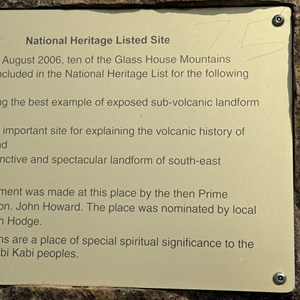 National Heritage Listed Site
August 2006, ten of the Glass House Mountains
ncluded in the National Heritage List for the following
ng the best example of exposed sub-volcanic landform
important site for explaining the volcanic history of
nd
nctive and spectacular landform of south-east
ment was made at this place by the then Prime
on. John Howard. The place was nominated by local
n Hodge.
ns are a place of special spiritual significance to the
bi Kabi peoples.